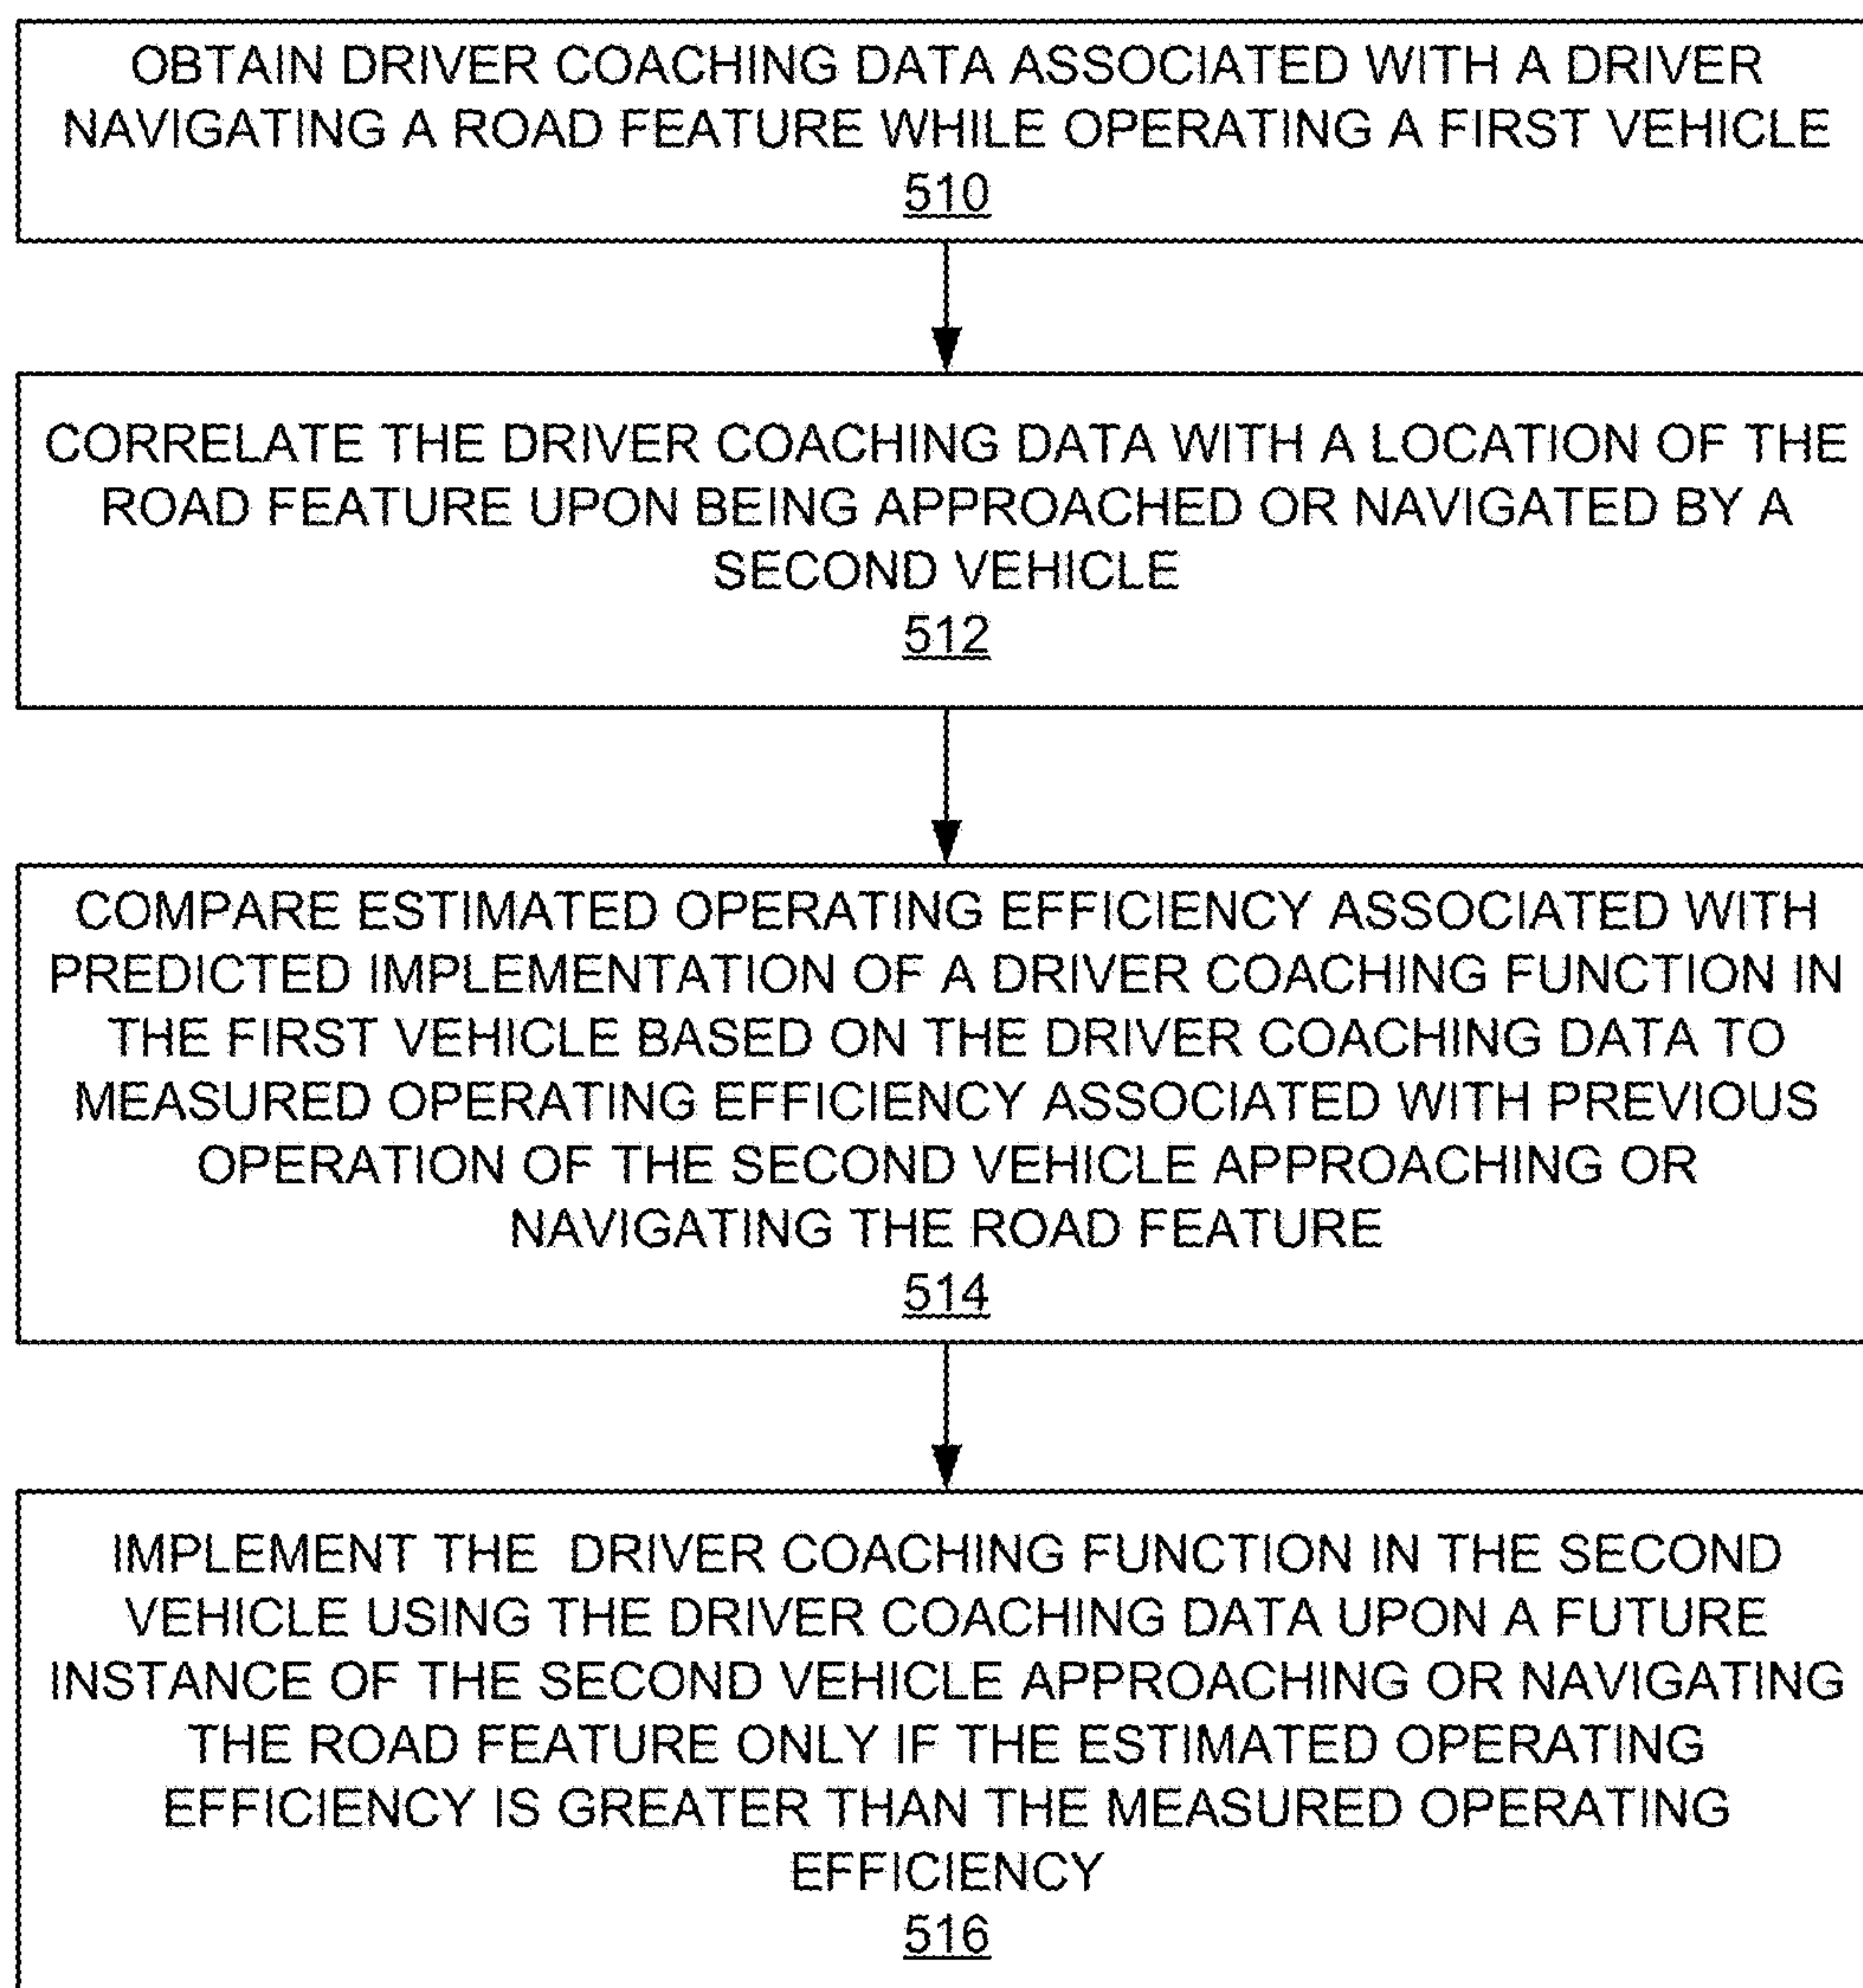 OBTAIN DRIVER COACHING DATA ASSOCIATED WITH A DRIVER
NAVIGATING A ROAD FEATURE WHILE OPERATING A FIRST VEHICLE
510
CORRELATE THE DRIVER COACHING DATA WITH A LOCATION OF THE
ROAD FEATURE UPON BEING APPROACHED OR NAVIGATED BY A
SECOND VEHICLE
512
COMPARE ESTIMATED OPERATING EFFICIENCY ASSOCIATED WITH
PREDICTED IMPLEMENTATION OF A DRIVER COACHING FUNCTION IN
THE FIRST VEHICLE BASED ON THE DRIVER COACHING DATA TO
MEASURED OPERATING EFFICIENCY ASSOCIATED WITH PREVIOUS
OPERATION OF THE SECOND VEHICLE APPROACHING OR
NAVIGATING THE ROAD FEATURE
514
IMPLEMENT THE DRIVER COACHING FUNCTION IN THE SECOND
VEHICLE USING THE DRIVER COACHING DATA UPON A FUTURE
INSTANCE OF THE SECOND VEHICLE APPROACHING OR NAVIGATING
THE ROAD FEATURE ONLY IF THE ESTIMATED OPERATING
EFFICIENCY IS GREATER THAN THE MEASURED OPERATING
EFFICIENCY
516